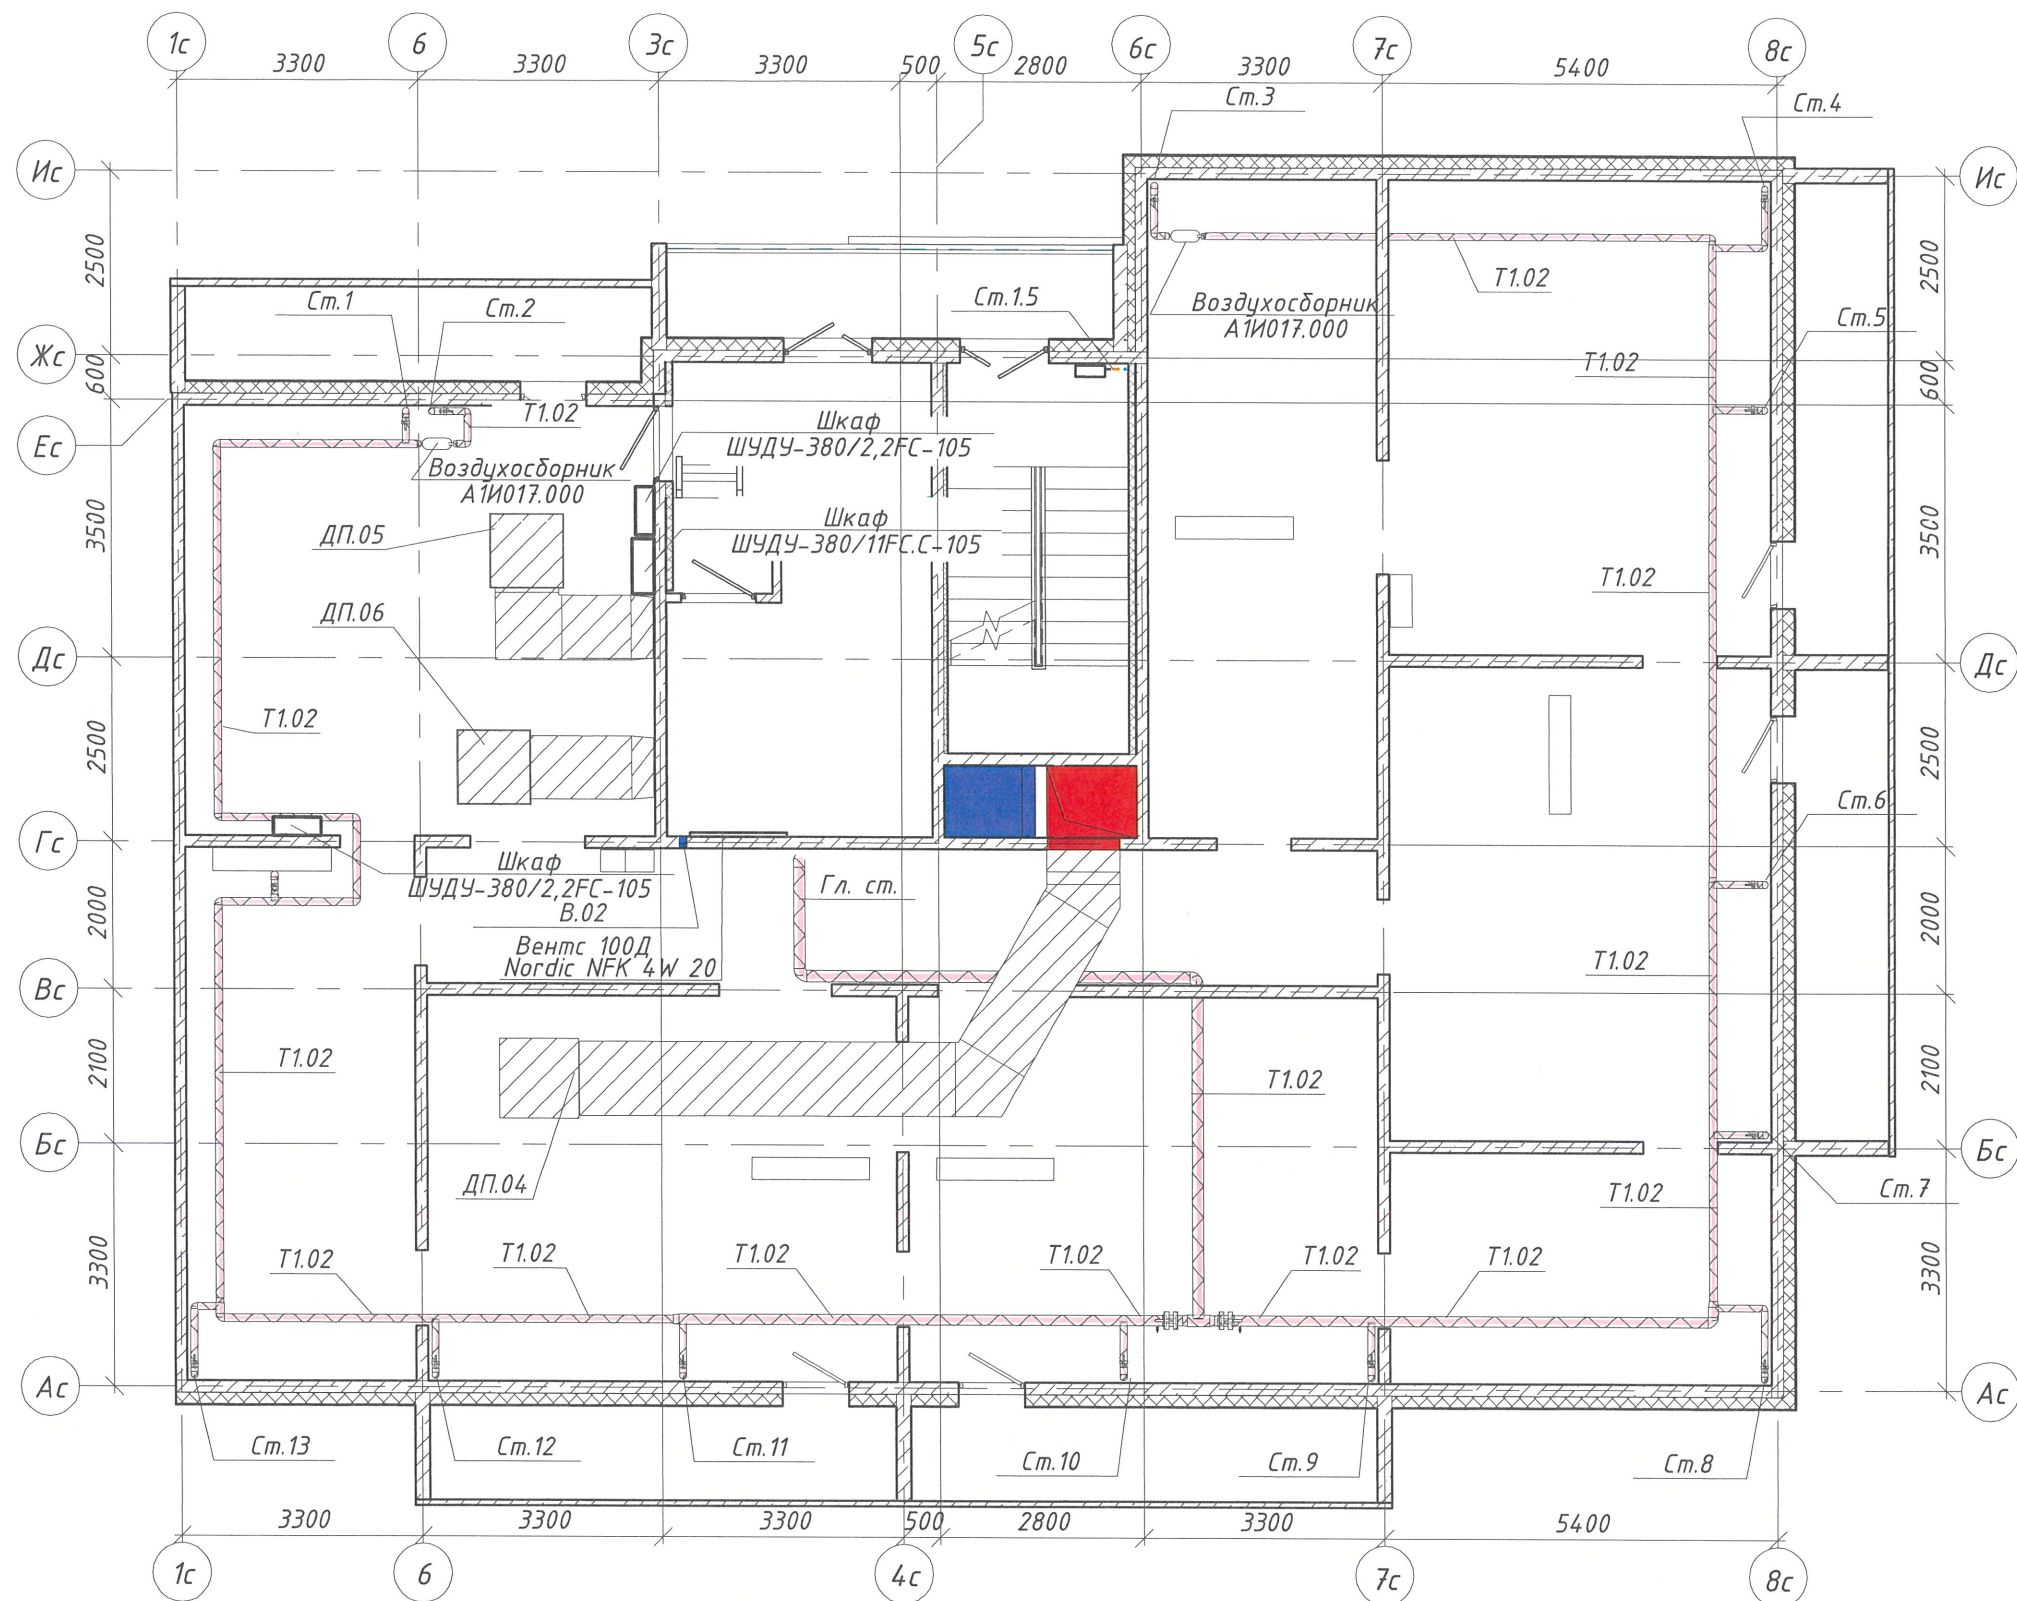 1с 6 3с 5с 6с 7с 8с
3300 3300 3300 500 2800 3300 5400
Ст.3 Ст.4
Ис Ис
2500 2500
Ст.1 Ст.2 Ст.1.5
Воздухосборник
А1И017.000
Т1.02
Ст.5
Жс Жс
600 600
Т1.02
Т1.02
Ес
Шкаф
ШУДУ-380/2,2FC-105
Воздухосборник
А1И017.000
3500 3500
ДП.05
Шкаф
ШУДУ-380/11FC.C-105
Т1.02
ДП.06
Дс Дс
Т1.02
2500 2500
Ст.6
Гс Гс
Шкаф
ШУДУ-380/2,2FC-105
В.02
Гл. ст.
2000 2000
Вентс 100Д
Nordic NFK 4W 20
Т1.02
Вс Вс
2100 2100
Т1.02 Т1.02
Бс Бс
ДП.04 Т1.02 Ст.7
3300 3300
Т1.02 Т1.02 Т1.02 Т1.02 Т1.02 Т1.02
Ас Ас
Ст.13 Ст.12 Ст.11 Ст.10 Ст.9 Ст.8
3300 3300 3300 500 2800 3300 5400
1с 6 4с 7с 8с